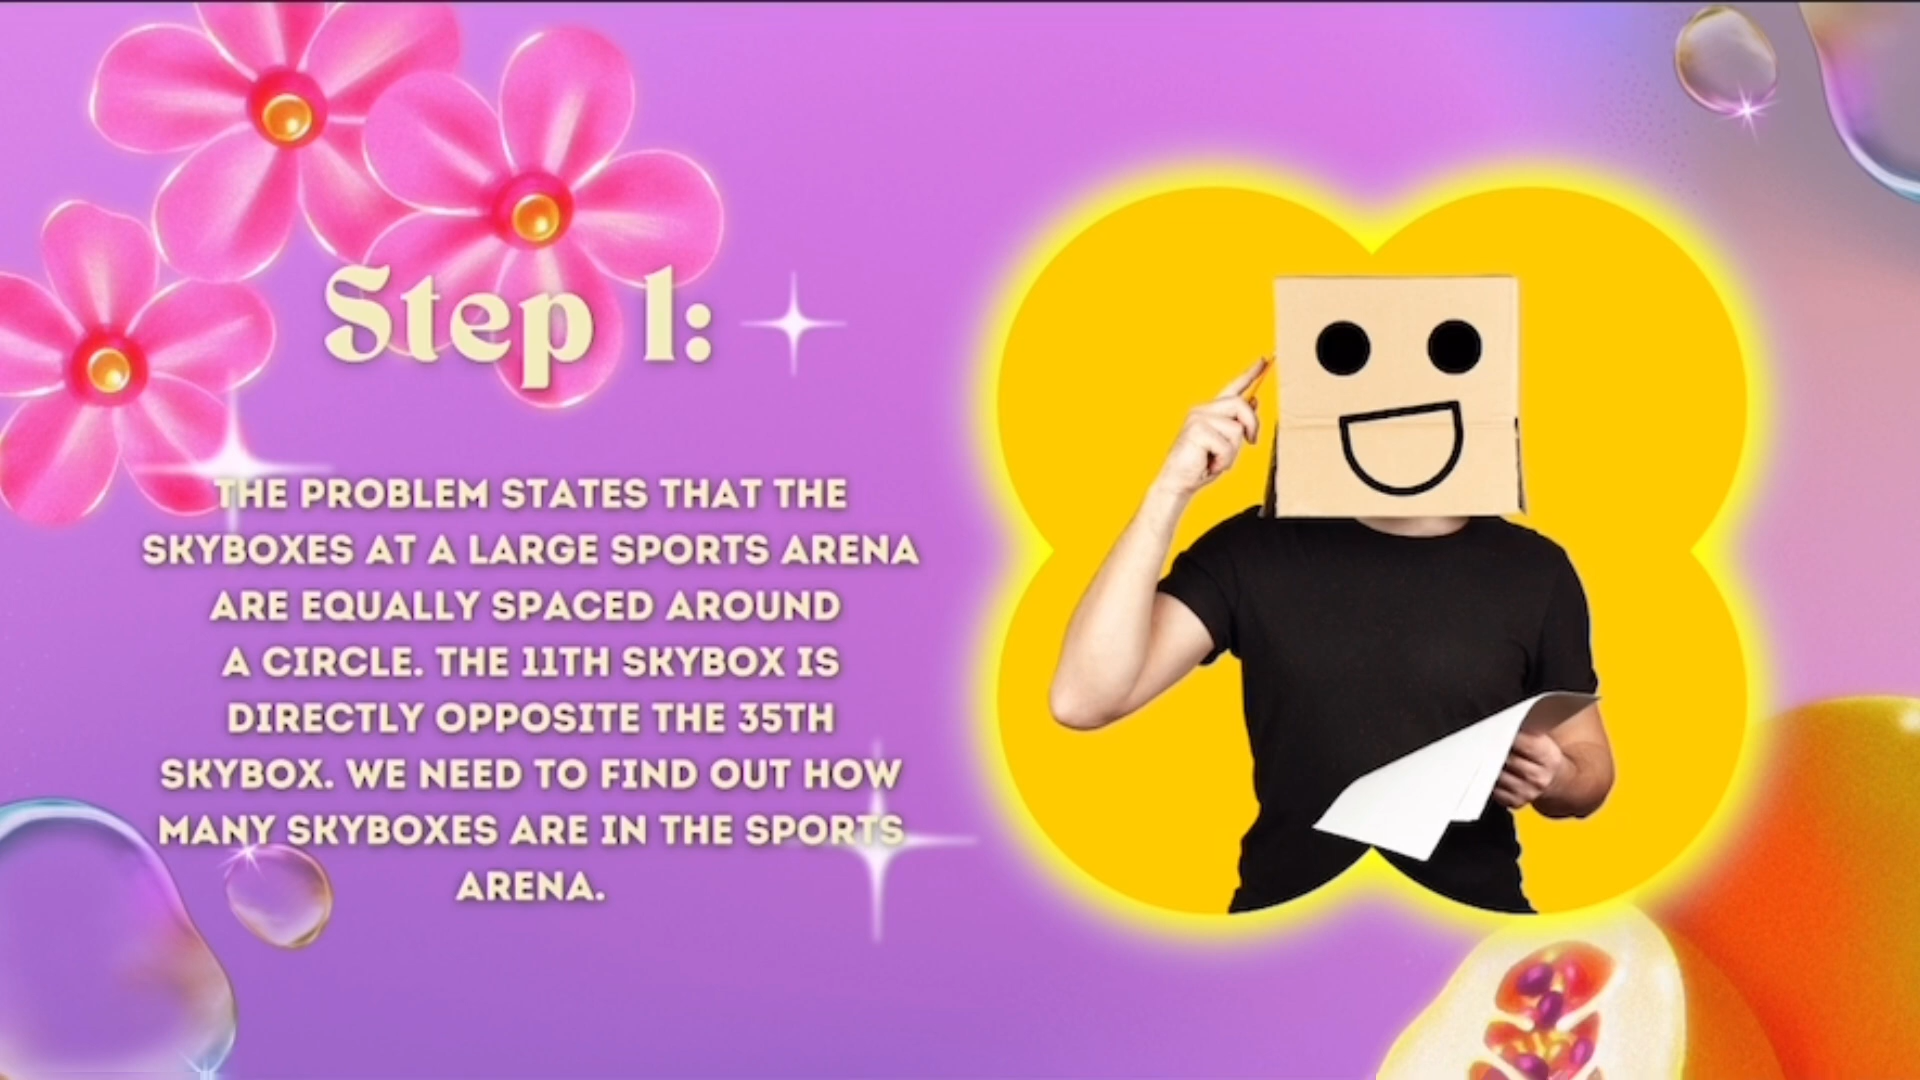 Step 1:
THE PROBLEM STATES THAT THE
SKYBOXES AT A LARGE SPORTS ARENA
ARE EQUALLY SPACED AROUND
A CIRCLE. THE 11TH SKYBOX IS
DIRECTLY OPPOSITE THE 35TH
SKYBOX. WE NEED TO FIND OUT HOW
MANY SKYBOXES ARE IN THE SPORTS
ARENA.